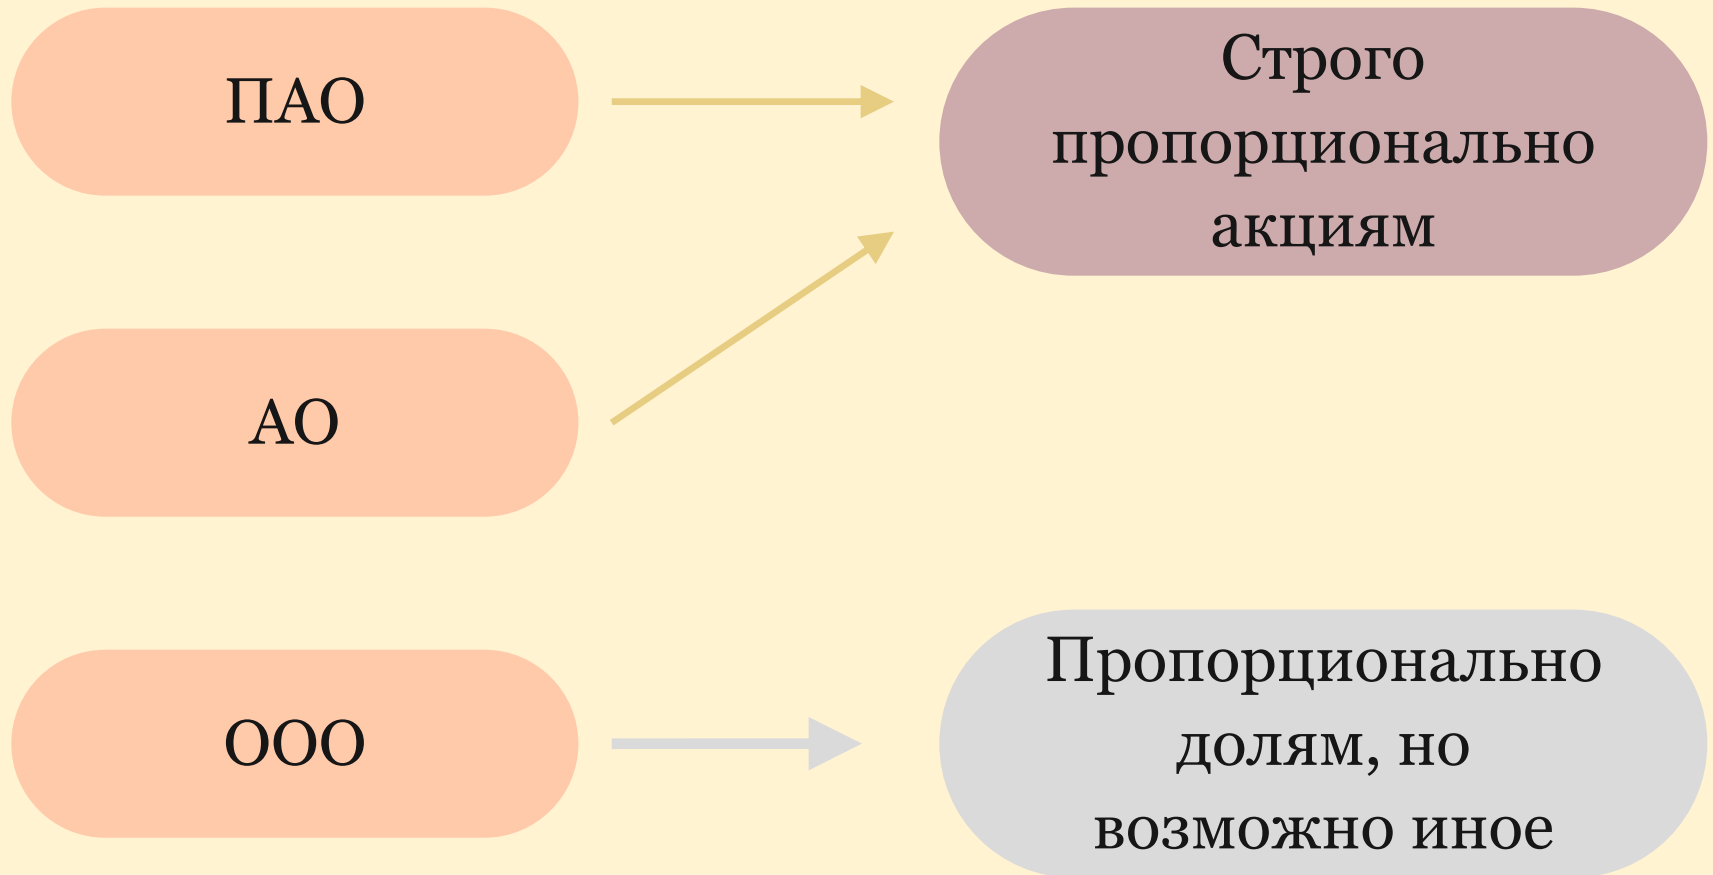 ПАО
Строго
пропорционально
акциям
АО
ООО
Пропорционально
долям, но
возможно иное